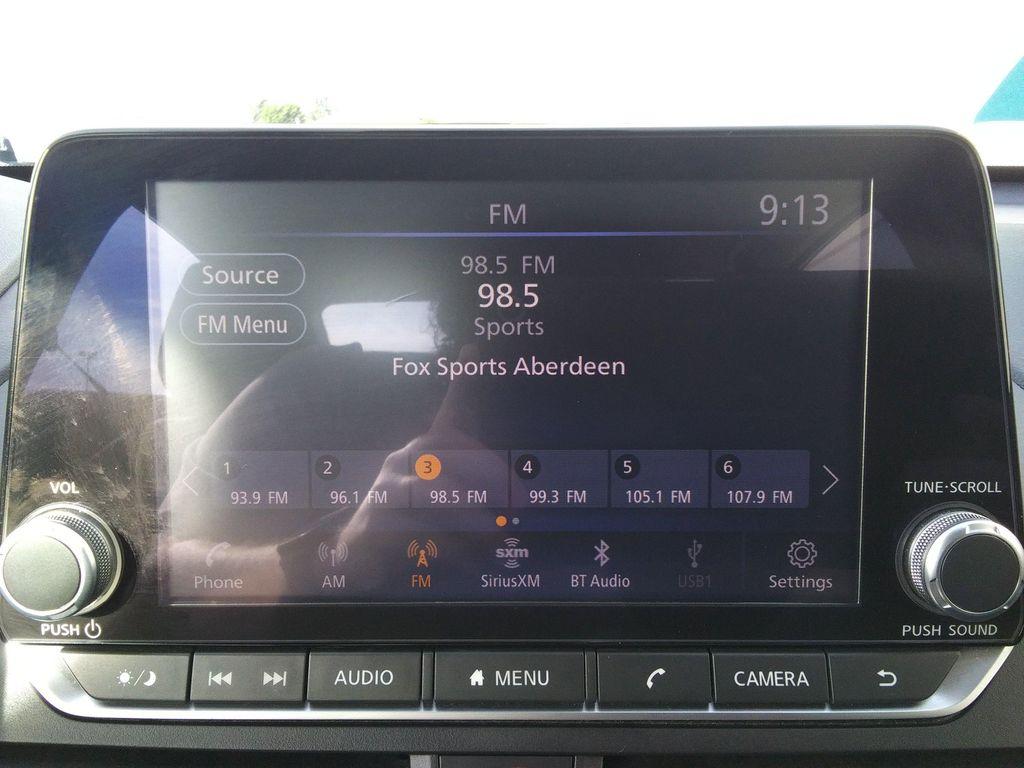 FM
9:13
Source
98.5 FM
98.5
FM Menu
Sports
Fox Sports Aberdeen
1 2 3 4 5 6
93.9 FM 96.1 FM 98.5 FM 99.3 FM 105.1 FM 107.9 FM
VOL
TUNE·SCROLL
sxm
Phone AM FM SiriusXM BT Audio USB1 Settings
PUSH
PUSH SOUND
AUDIO MENU CAMERA